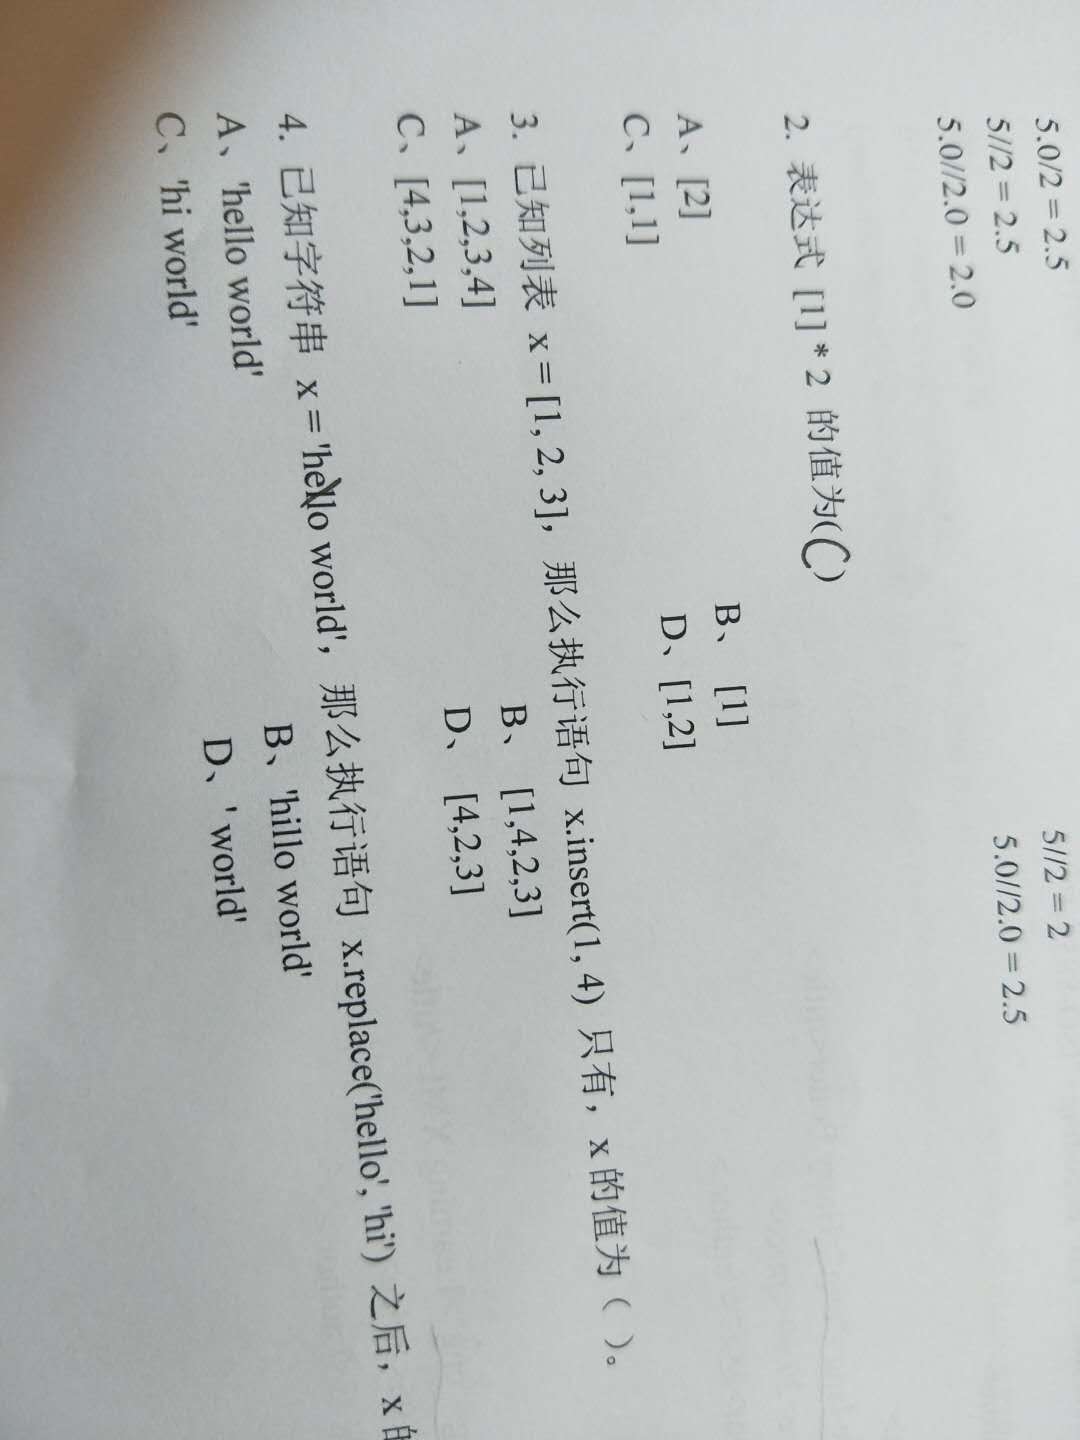 5.0/2 = 2.5
5//2 = 2
5//2 = 2.5
5.0//2.0 = 2.5
5.0//2.0 = 2.0
2. 表达式 [1] * 2 的值为(C)
A、[2]
B、 [1]
C、[1,1]
D、[1,2]
3. 已知列表 x = [1, 2, 3]，那么执行语句 x.insert(1, 4) 只有，x 的值为（ ）。
A、[1,2,3,4]
B、 [1,4,2,3]
C、[4,3,2,1]
D、 [4,2,3]
4. 已知字符串 x = 'hello world'，那么执行语句 x.replace('hello', 'hi') 之后，x 的
A、'hello world'
B、'hillo world'
C、'hi world'
D、' world'